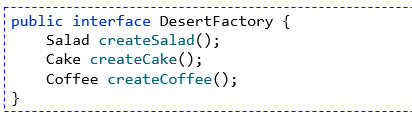 public interface DesertFactory {
    Salad createSalad();
    Cake createCake();
    Coffee createCoffee();
}